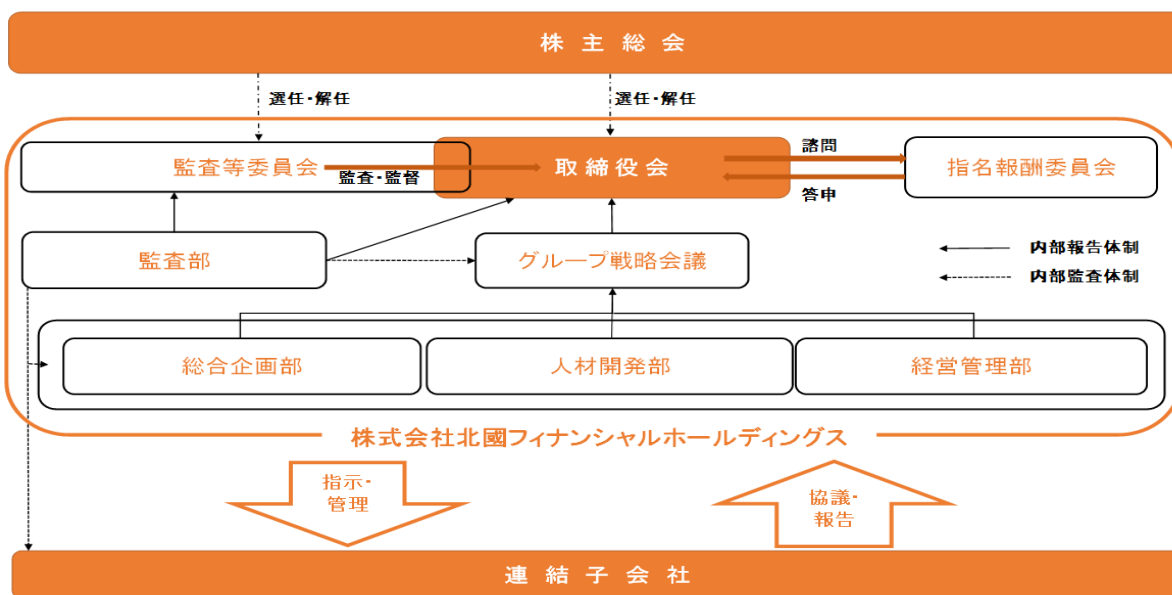 株主総会
選任・解任
選任・解任
監査等委員会
監査・監督
取締役会
諮問
答申
指名報酬委員会
監査部
グループ戦略会議
内部報告体制
内部監査体制
総合企画部
人材開発部
経営管理部
株式会社北國フィナンシャルホールディングス
指示・
管理
協議・
報告
連結子会社